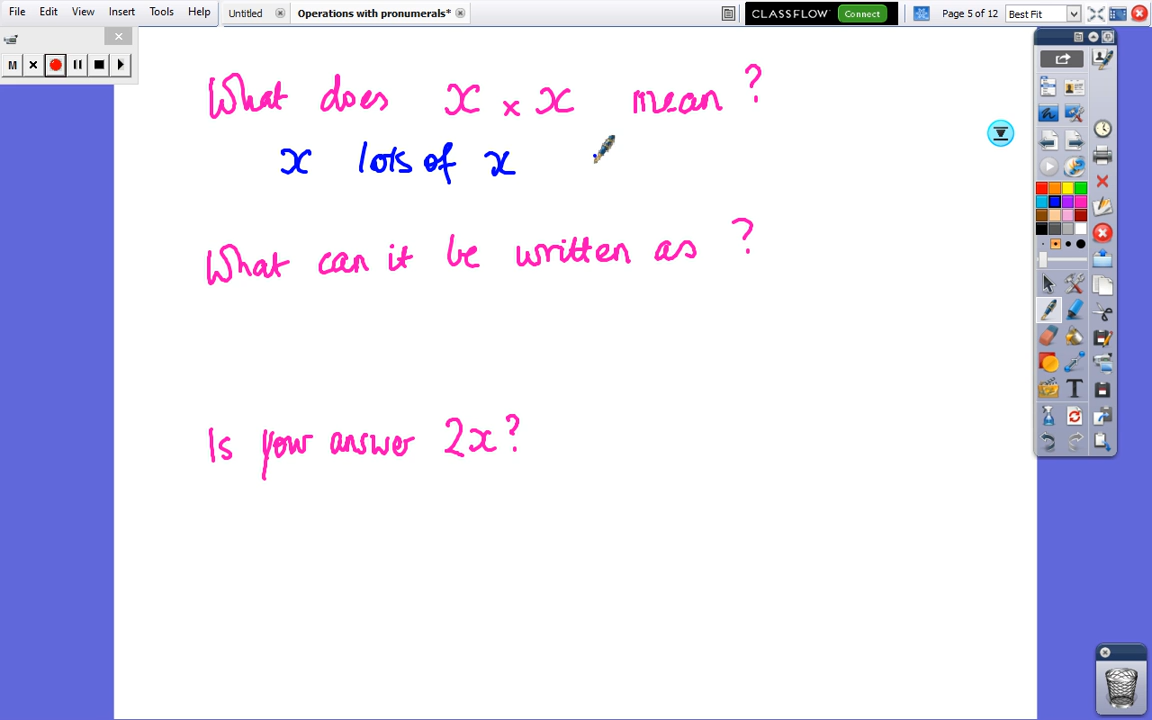 File Edit View Insert Tools Help Untitled Operations with pronumerals* CLASSFLOW Connect Page 5 of 12 Best Fit
M
What does x × x mean?
x lots of x
What can it be written as ?
Is your answer 2x?
T